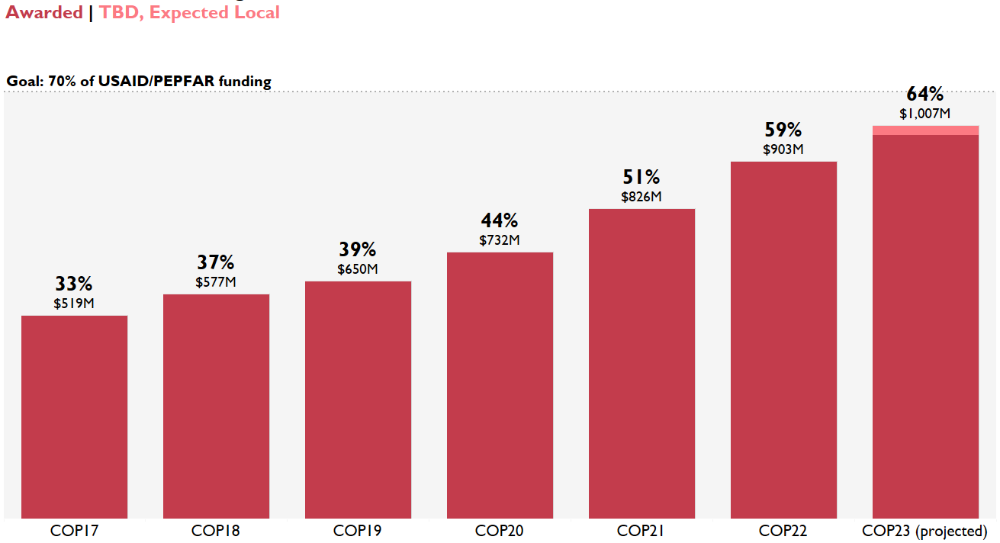 Awarded | TBD, Expected Local
Goal: 70% of USAID/PEPFAR funding
64%
$1,007M
59%
$903M
51%
$826M
44%
$732M
39%
$650M
37%
$577M
33%
$519M
COP17
COP18
COP19
COP20
COP21
COP22
COP23 (projected)